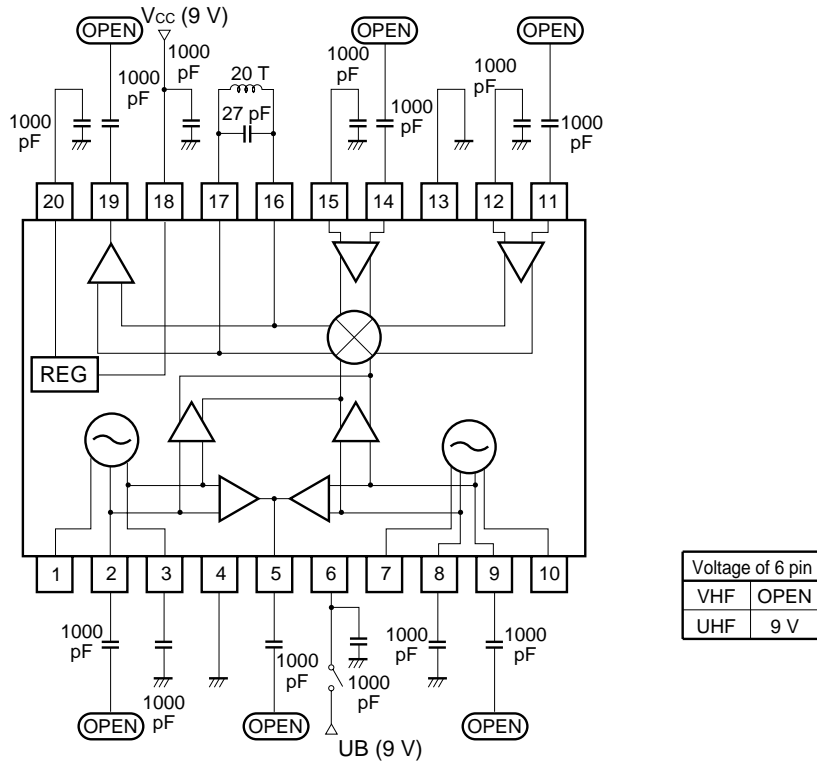 OPEN
VCC (9 V)
1000
pF
OPEN
OPEN
1000
pF
20 T
1000
pF
1000
pF
1000
pF
27 pF
1000
pF
1000
pF
1000
pF
20 19 18 17 16 15 14 13 12 11
REG
1 2 3 4 5 6 7 8 9 10
1000
pF
1000
pF
1000
pF
1000
pF
1000
pF
1000
pF
OPEN
OPEN
OPEN
UB (9 V)
Voltage of 6 pin
VHF OPEN
UHF 9 V